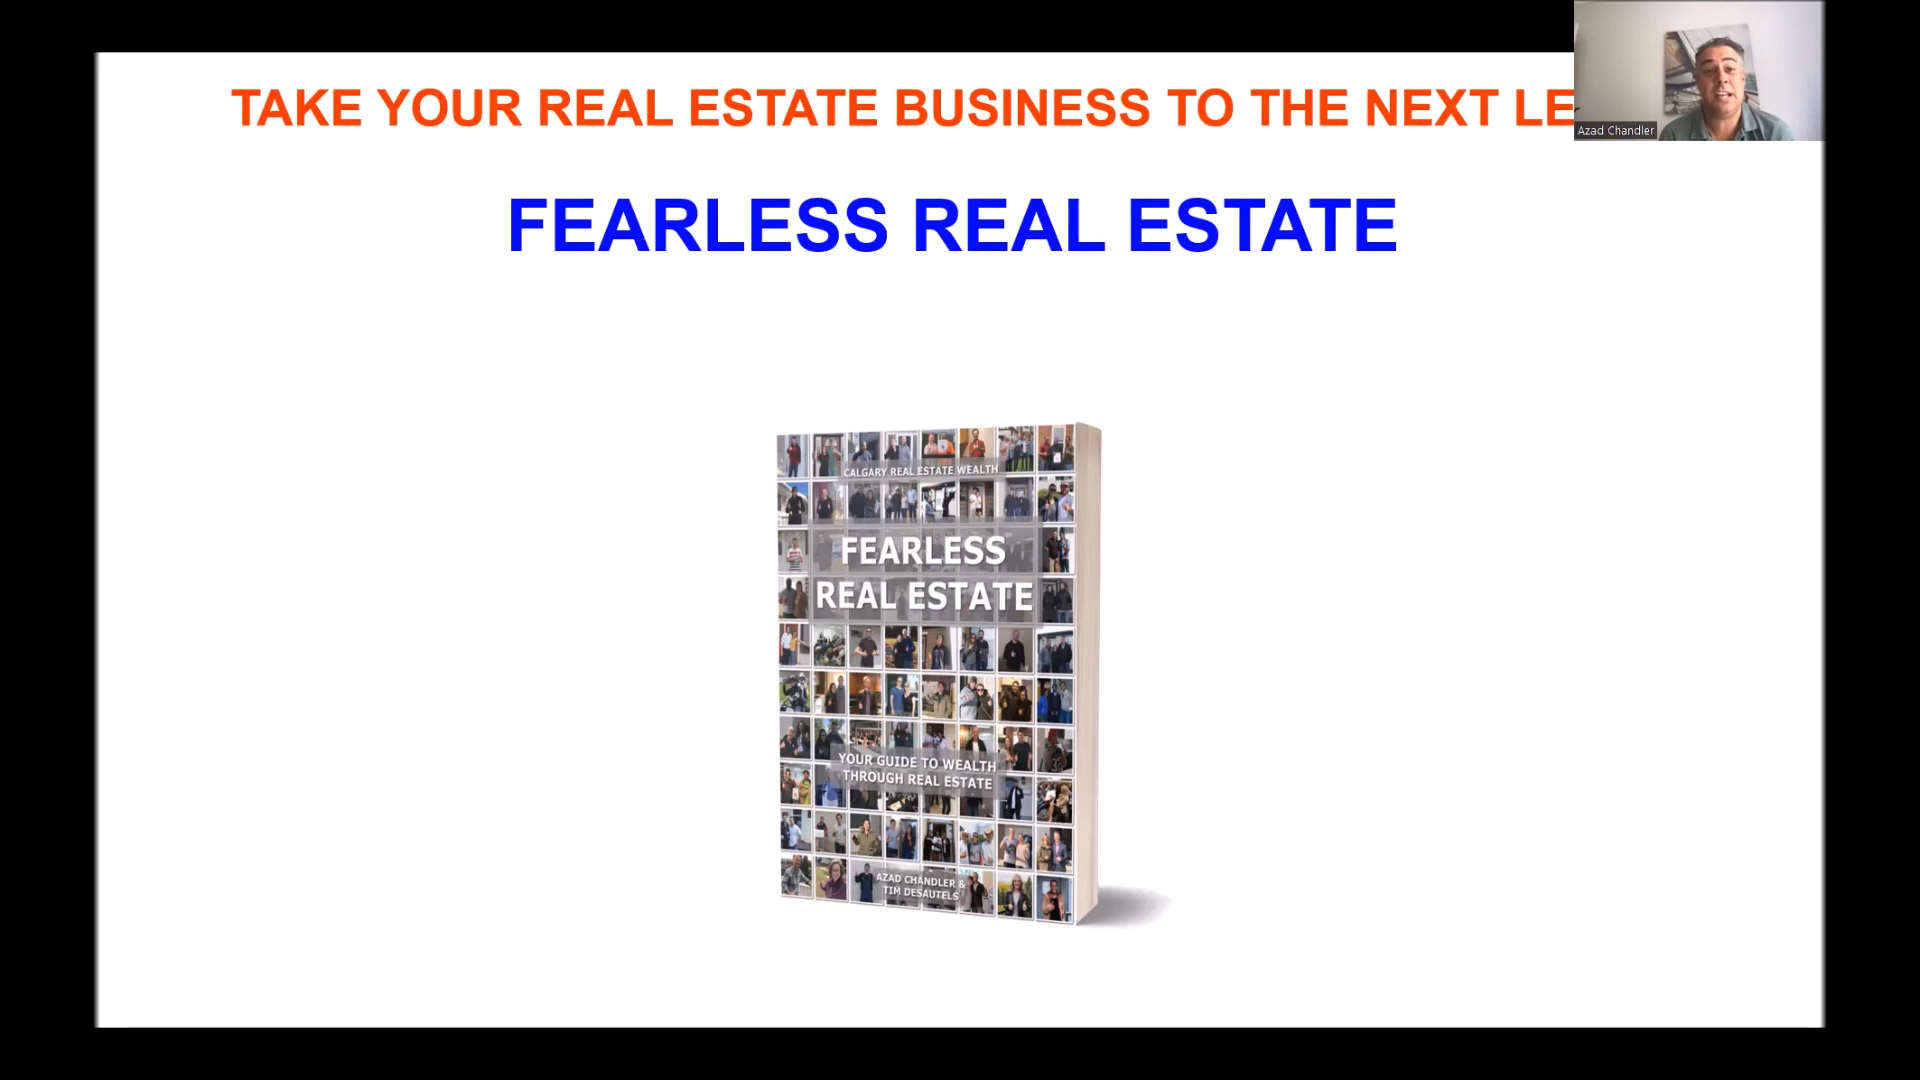 TAKE YOUR REAL ESTATE BUSINESS TO THE NEXT LE
Azad Chandler
FEARLESS REAL ESTATE
CALGARY REAL ESTATE WEALTH
FEARLESS
REAL ESTATE
YOUR GUIDE TO WEALTH
THROUGH REAL ESTATE
AZAD CHANDLER &
TIM DESAUTELS